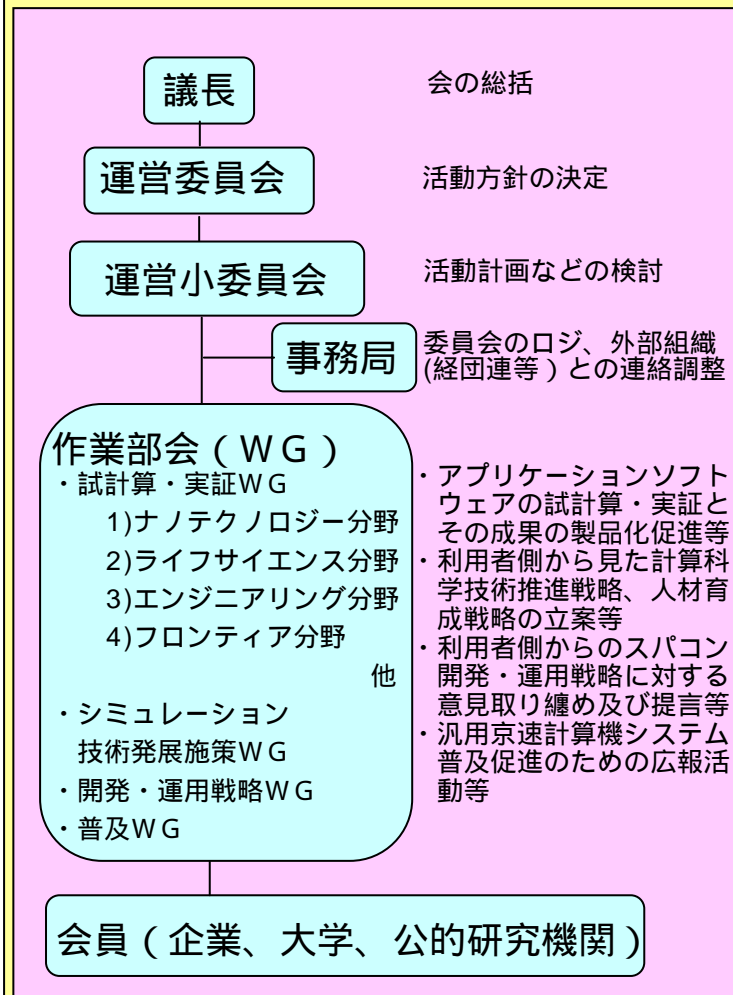 議長
会の総括
運営委員会
活動方針の決定
運営小委員会
活動計画などの検討
事務局
委員会のロジ、外部組織
(経団連等）との連絡調整
作業部会（ＷＧ）
・試計算・実証ＷＧ
1)ナノテクノロジー分野
2)ライフサイエンス分野
3)エンジニアリング分野
4)フロンティア分野
他
・シミュレーション
技術発展施策ＷＧ
・開発・運用戦略ＷＧ
・普及ＷＧ
・アプリケーションソフト
ウェアの試計算・実証と
その成果の製品化促進等
・利用者側から見た計算科
学技術推進戦略、人材育
成戦略の立案等
・利用者側からのスパコン
開発・運用戦略に対する
意見取り纏め及び提言等
・汎用京速計算機システム
普及促進のための広報活
動等
会員（企業、大学、公的研究機関）